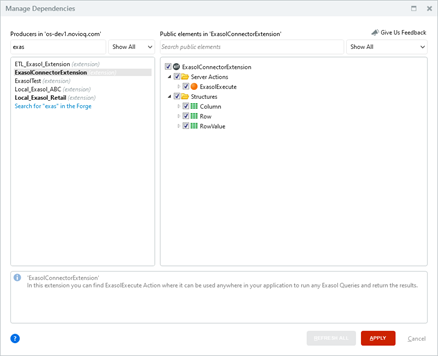 Manage Dependencies
Producers in 'os-dev1.novioq.com'
Public elements in 'ExasolConnectorExtension'
Give Us Feedback
exas
Show All
Search public elements
Show All
ETL_Exasol_Extension (extension)
ExasolConnectorExtension (extension)
ExasolTest (extension)
Local_Exasol_ABC (extension)
Local_Exasol_Retail (extension)
Search for "exas" in the Forge
ExasolConnectorExtension
Server Actions
ExasolExecute
Structures
Column
Row
RowValue
'ExasolConnectorExtension'
In this extension you can find ExasolExecute Action where it can be used anywhere in your application to run any Exasol Queries and return the results.
REFRESH ALL
APPLY
Cancel